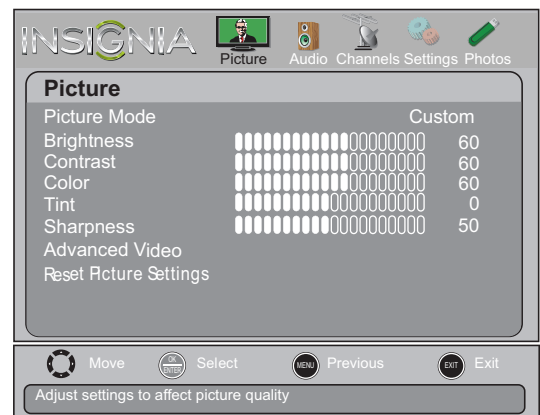 INSIGNIA
Picture Audio Channels Settings Photos
Picture
Picture Mode Custom
Brightness 60
Contrast 60
Color 60
Tint 0
Sharpness 50
Advanced Video
Reset Picture Settings
Move OK ENTER Select MENU Previous EXIT Exit
Adjust settings to affect picture quality